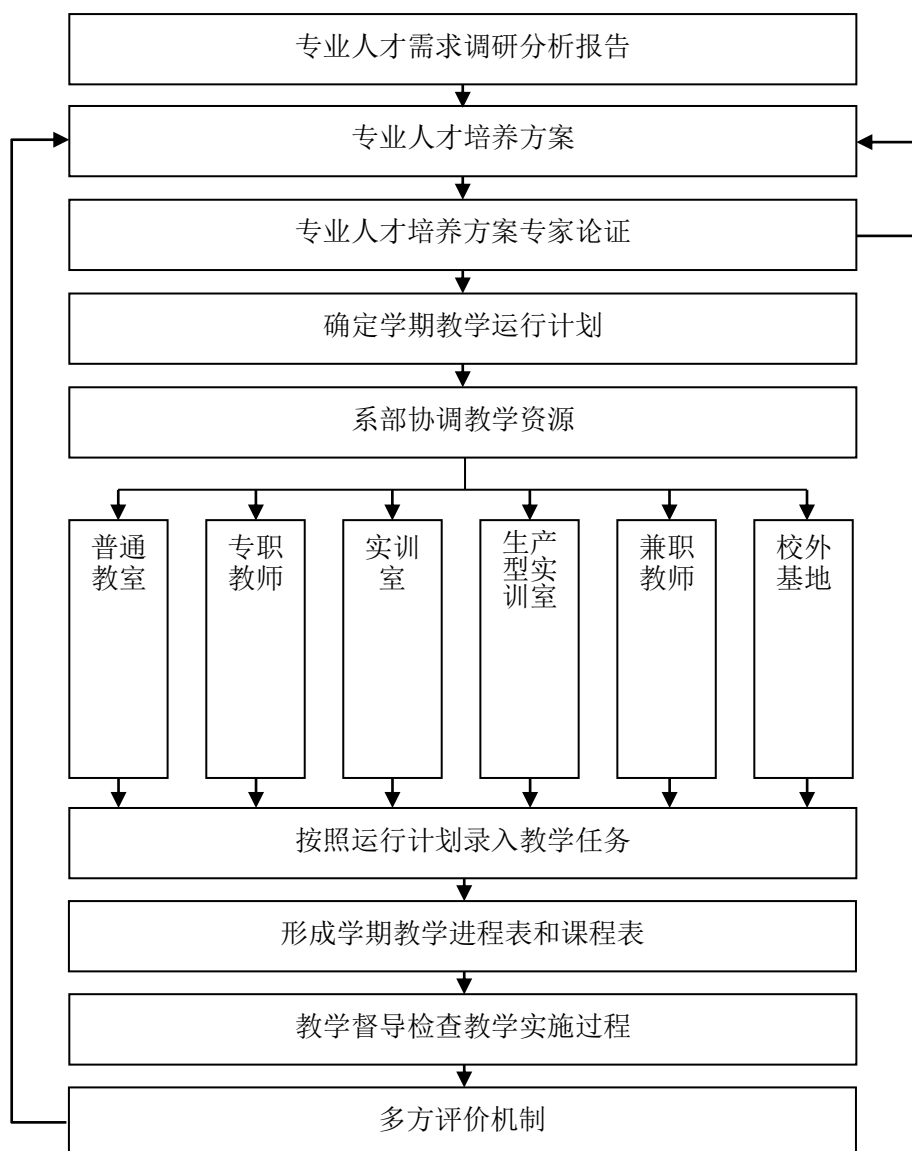 专业人才需求调研分析报告
专业人才培养方案
专业人才培养方案专家论证
确定学期教学运行计划
系部协调教学资源
普通
教室
专职
教师
实训
室
生产
型实
训室
兼职
教师
校外
基地
按照运行计划录入教学任务
形成学期教学进程表和课程表
教学督导检查教学实施过程
多方评价机制